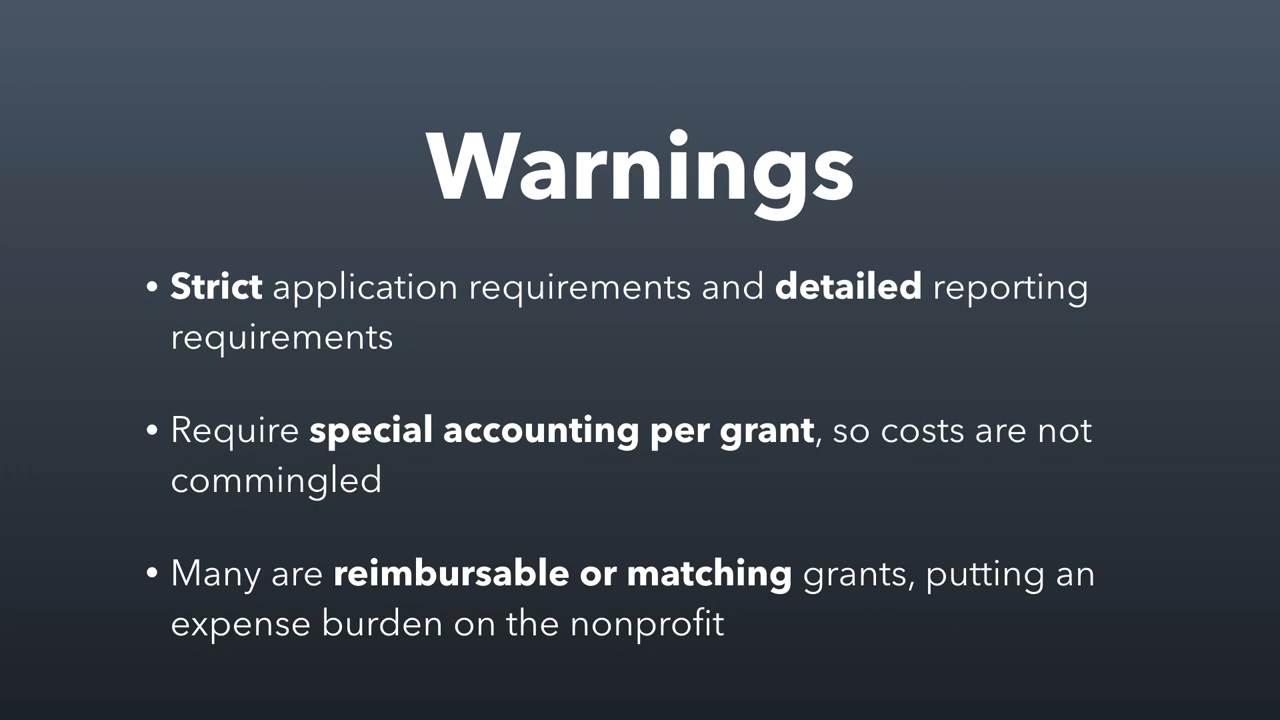 Warnings
• Strict application requirements and detailed reporting
requirements
• Require special accounting per grant, so costs are not
commingled
• Many are reimbursable or matching grants, putting an
expense burden on the nonprofit